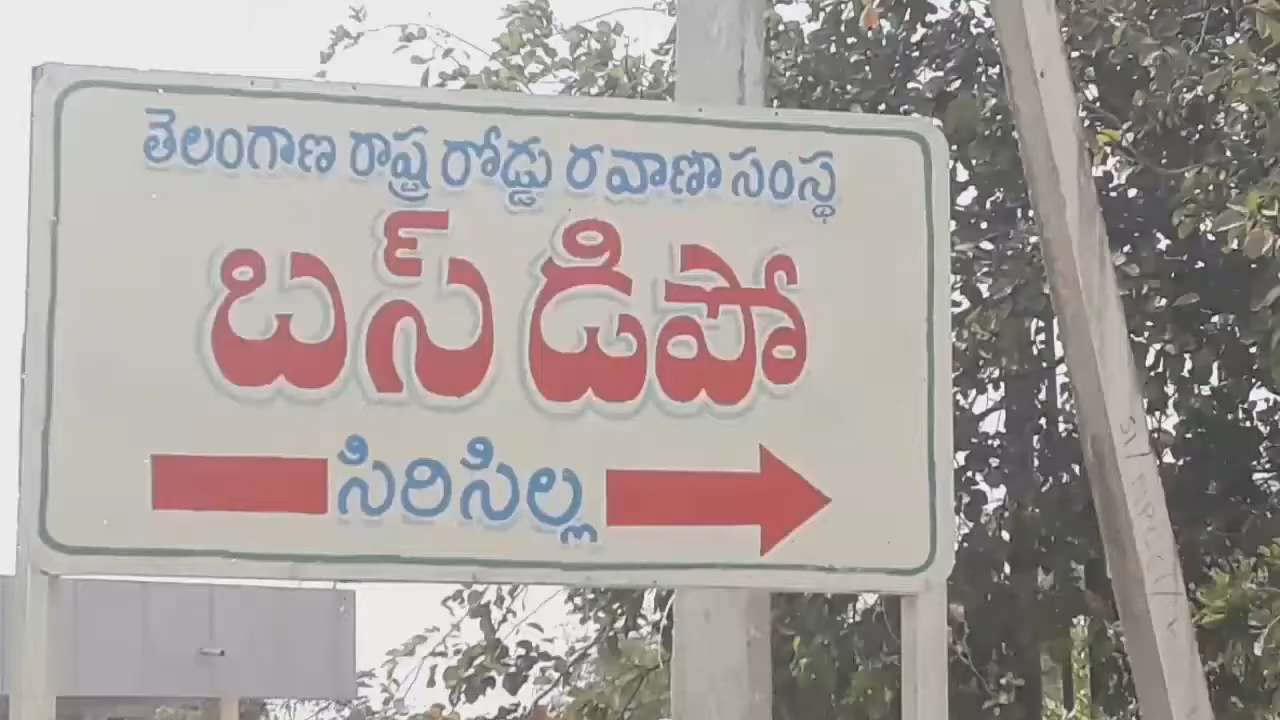 తెలంగాణ రాష్ట్ర రోడ్డు రవాణా సంస్థ
బస్ డిపో
సిరిసిల్ల